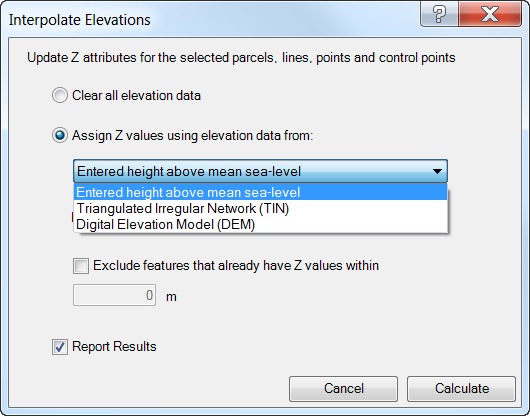 Interpolate Elevations
?
Update Z attributes for the selected parcels, lines, points and control points
Clear all elevation data
Assign Z values using elevation data from:
Entered height above mean sea-level
Entered height above mean sea-level
Triangulated Irregular Network (TIN)
Digital Elevation Model (DEM)
Exclude features that already have Z values within
0 m
Report Results
Cancel Calculate